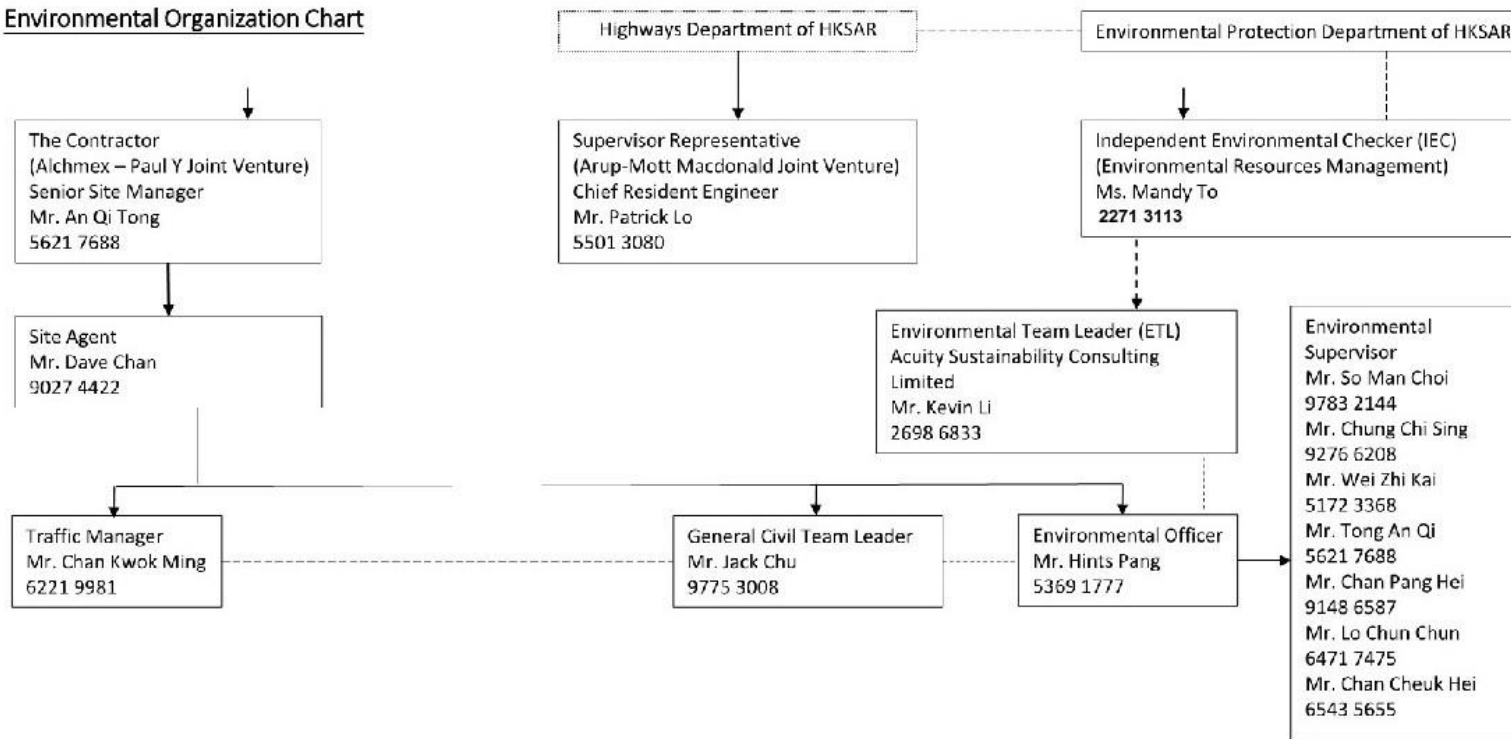 Environmental Organization Chart
Highways Department of HKSAR
Environmental Protection Department of HKSAR
The Contractor
(Alchmex – Paul Y Joint Venture)
Senior Site Manager
Mr. An Qi Tong
5621 7688
Supervisor Representative
(Arup-Mott Macdonald Joint Venture)
Chief Resident Engineer
Mr. Patrick Lo
5501 3080
Independent Environmental Checker (IEC)
(Environmental Resources Management)
Ms. Mandy To
2271 3113
Site Agent
Mr. Dave Chan
9027 4422
Environmental Team Leader (ETL)
Acuity Sustainability Consulting
Limited
Mr. Kevin Li
2698 6833
Traffic Manager
Mr. Chan Kwok Ming
6221 9981
General Civil Team Leader
Mr. Jack Chu
9775 3008
Environmental Officer
Mr. Hints Pang
5369 1777
Environmental
Supervisor
Mr. So Man Choi
9783 2144
Mr. Chung Chi Sing
9276 6208
Mr. Wei Zhi Kai
5172 3368
Mr. Tong An Qi
5621 7688
Mr. Chan Pang Hei
9148 6587
Mr. Lo Chun Chun
6471 7475
Mr. Chan Cheuk Hei
6543 5655